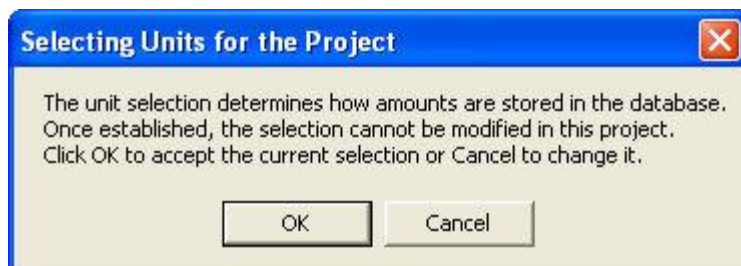 Selecting Units for the Project
The unit selection determines how amounts are stored in the database.
Once established, the selection cannot be modified in this project.
Click OK to accept the current selection or Cancel to change it.
OK
Cancel